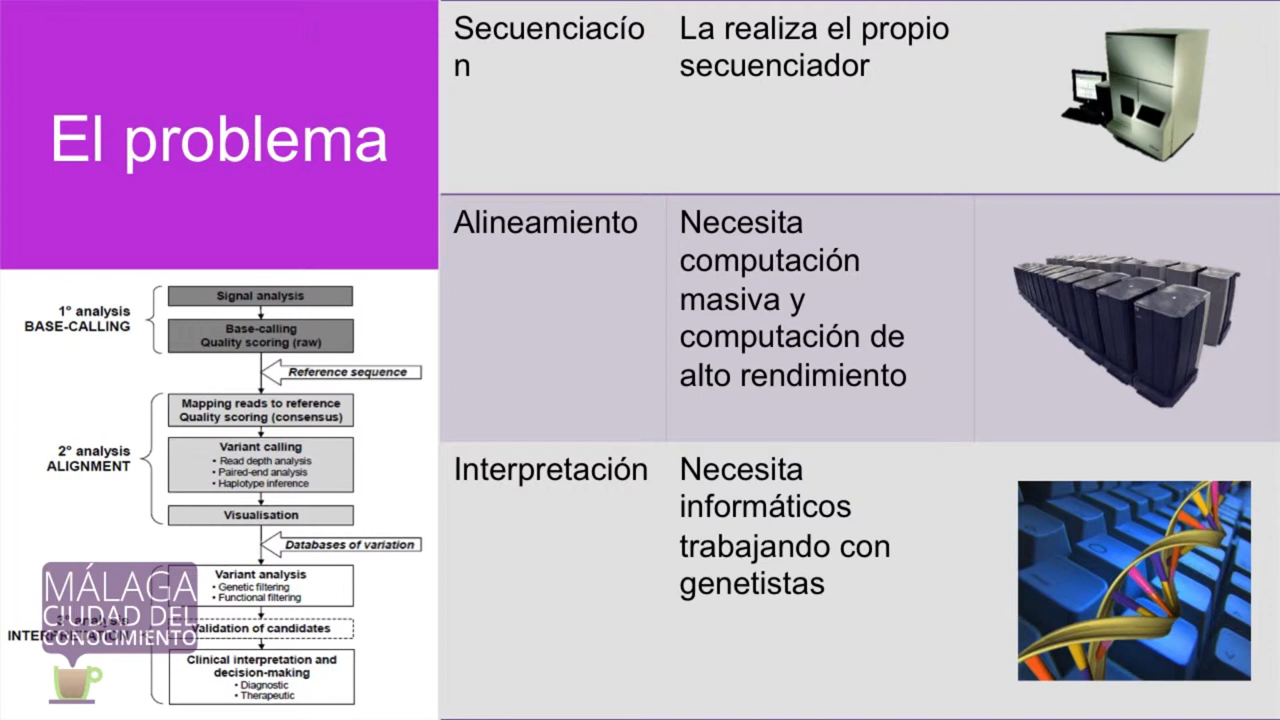 El problema
Secuenciacío
n
La realiza el propio
secuenciador
Alineamiento
Necesita
computación
masiva y
computación de
alto rendimiento
Interpretación
Necesita
informáticos
trabajando con
genetistas
1º analysis
BASE-CALLING
Signal analysis
Base-calling
Quality scoring (raw)
Reference sequence
2º analysis
ALIGNMENT
Mapping reads to reference
Quality scoring (consensus)
Variant calling
• Read depth analysis
• Paired-end analysis
• Haplotype inference
Visualisation
Databases of variation
Variant analysis
• Genetic filtering
• Functional filtering
Validation of candidates
Clinical interpretation and
decision-making
• Diagnostic
• Therapeutic
MÁLAGA
CIUDAD DEL
CONOCIMIENTO